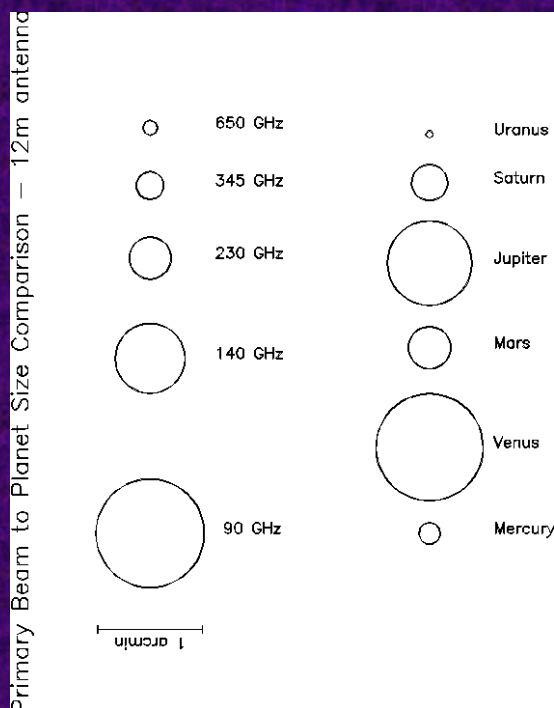 Primary Beam to Planet Size Comparison – 12m antenna
650 GHz
345 GHz
230 GHz
140 GHz
90 GHz
1 arcmin
Uranus
Saturn
Jupiter
Mars
Venus
Mercury